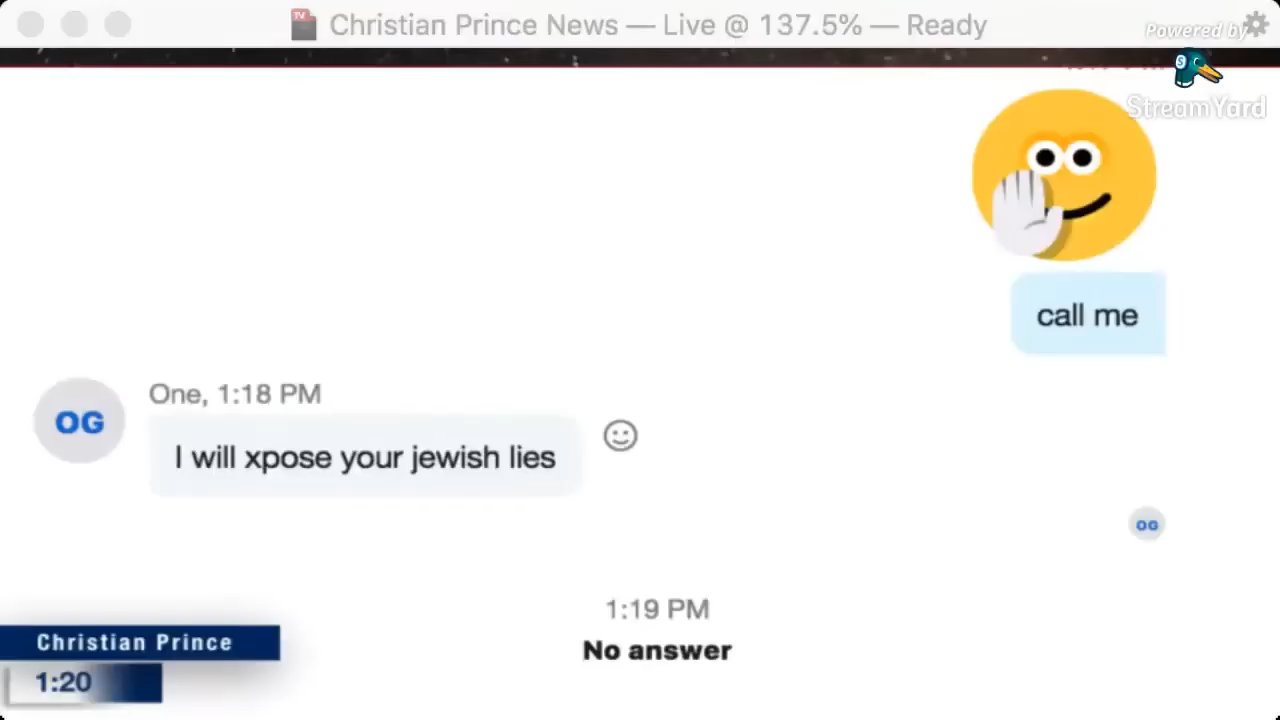 Christian Prince News — Live @ 137.5% — Ready
Powered by
StreamYard
call me
One, 1:18 PM
OG
I will xpose your jewish lies
OG
1:19 PM
No answer
Christian Prince
1:20